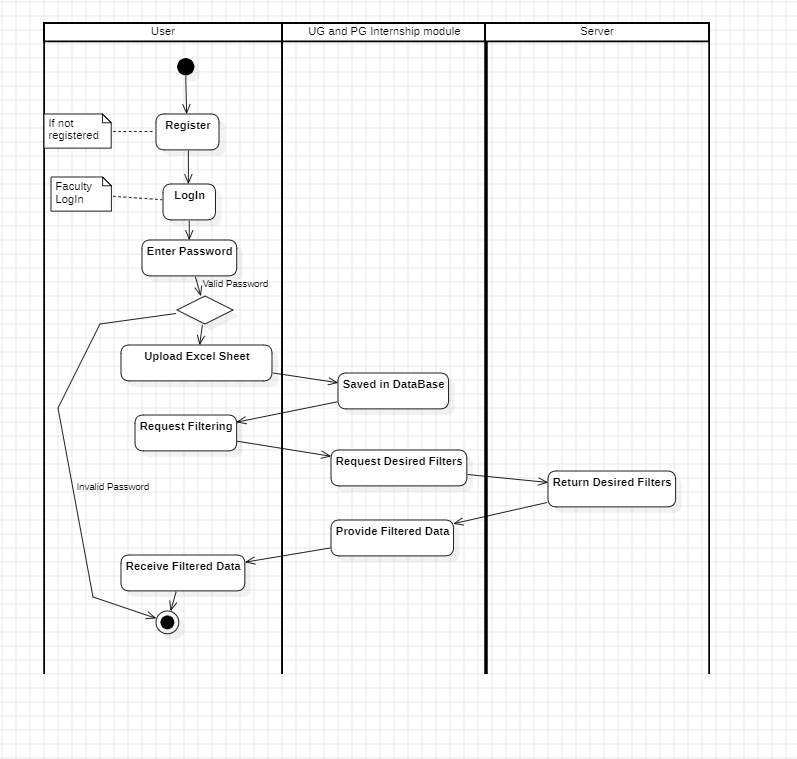 User
UG and PG Internship module
Server
Register
If not
registered
LogIn
Faculty
LogIn
Enter Password
Valid Password
Upload Excel Sheet
Saved in DataBase
Request Filtering
Request Desired Filters
Return Desired Filters
Invalid Password
Provide Filtered Data
Receive Filtered Data